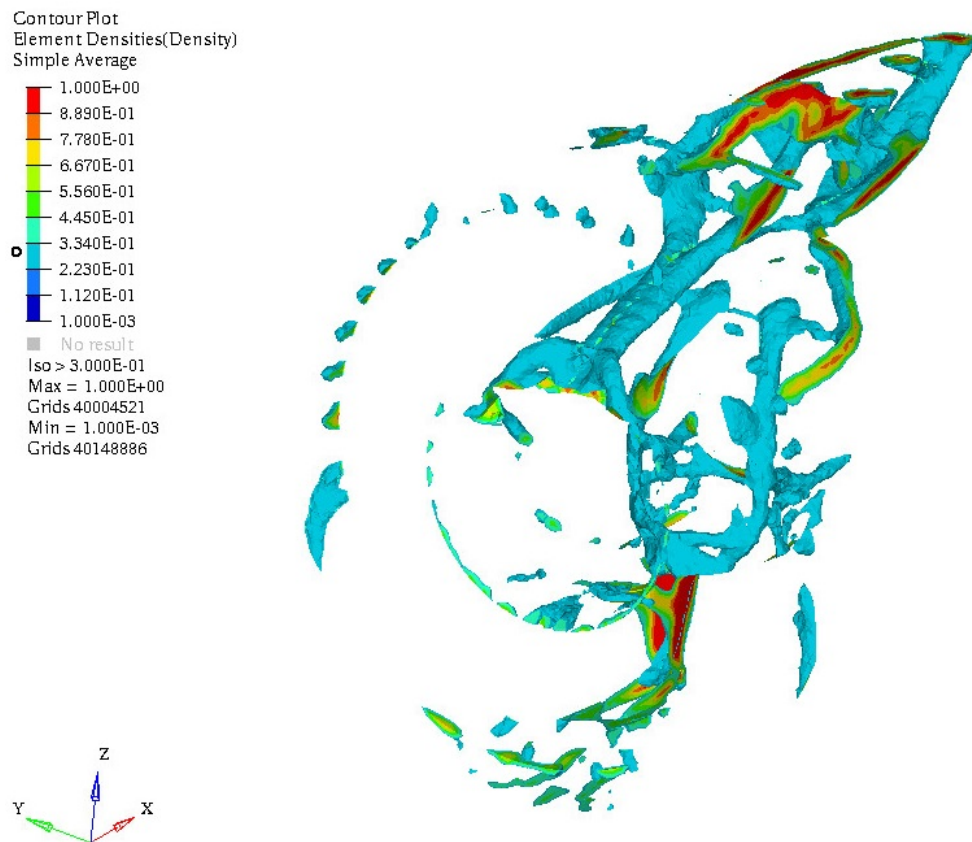 Contour Plot
Element Densities(Density)
Simple Average
1.000E+00
8.890E-01
7.780E-01
6.670E-01
5.560E-01
4.450E-01
3.340E-01
2.230E-01
1.120E-01
1.000E-03
No result
Iso > 3.000E-01
Max = 1.000E+00
Grids 40004521
Min = 1.000E-03
Grids 40148886
Z
Y
X